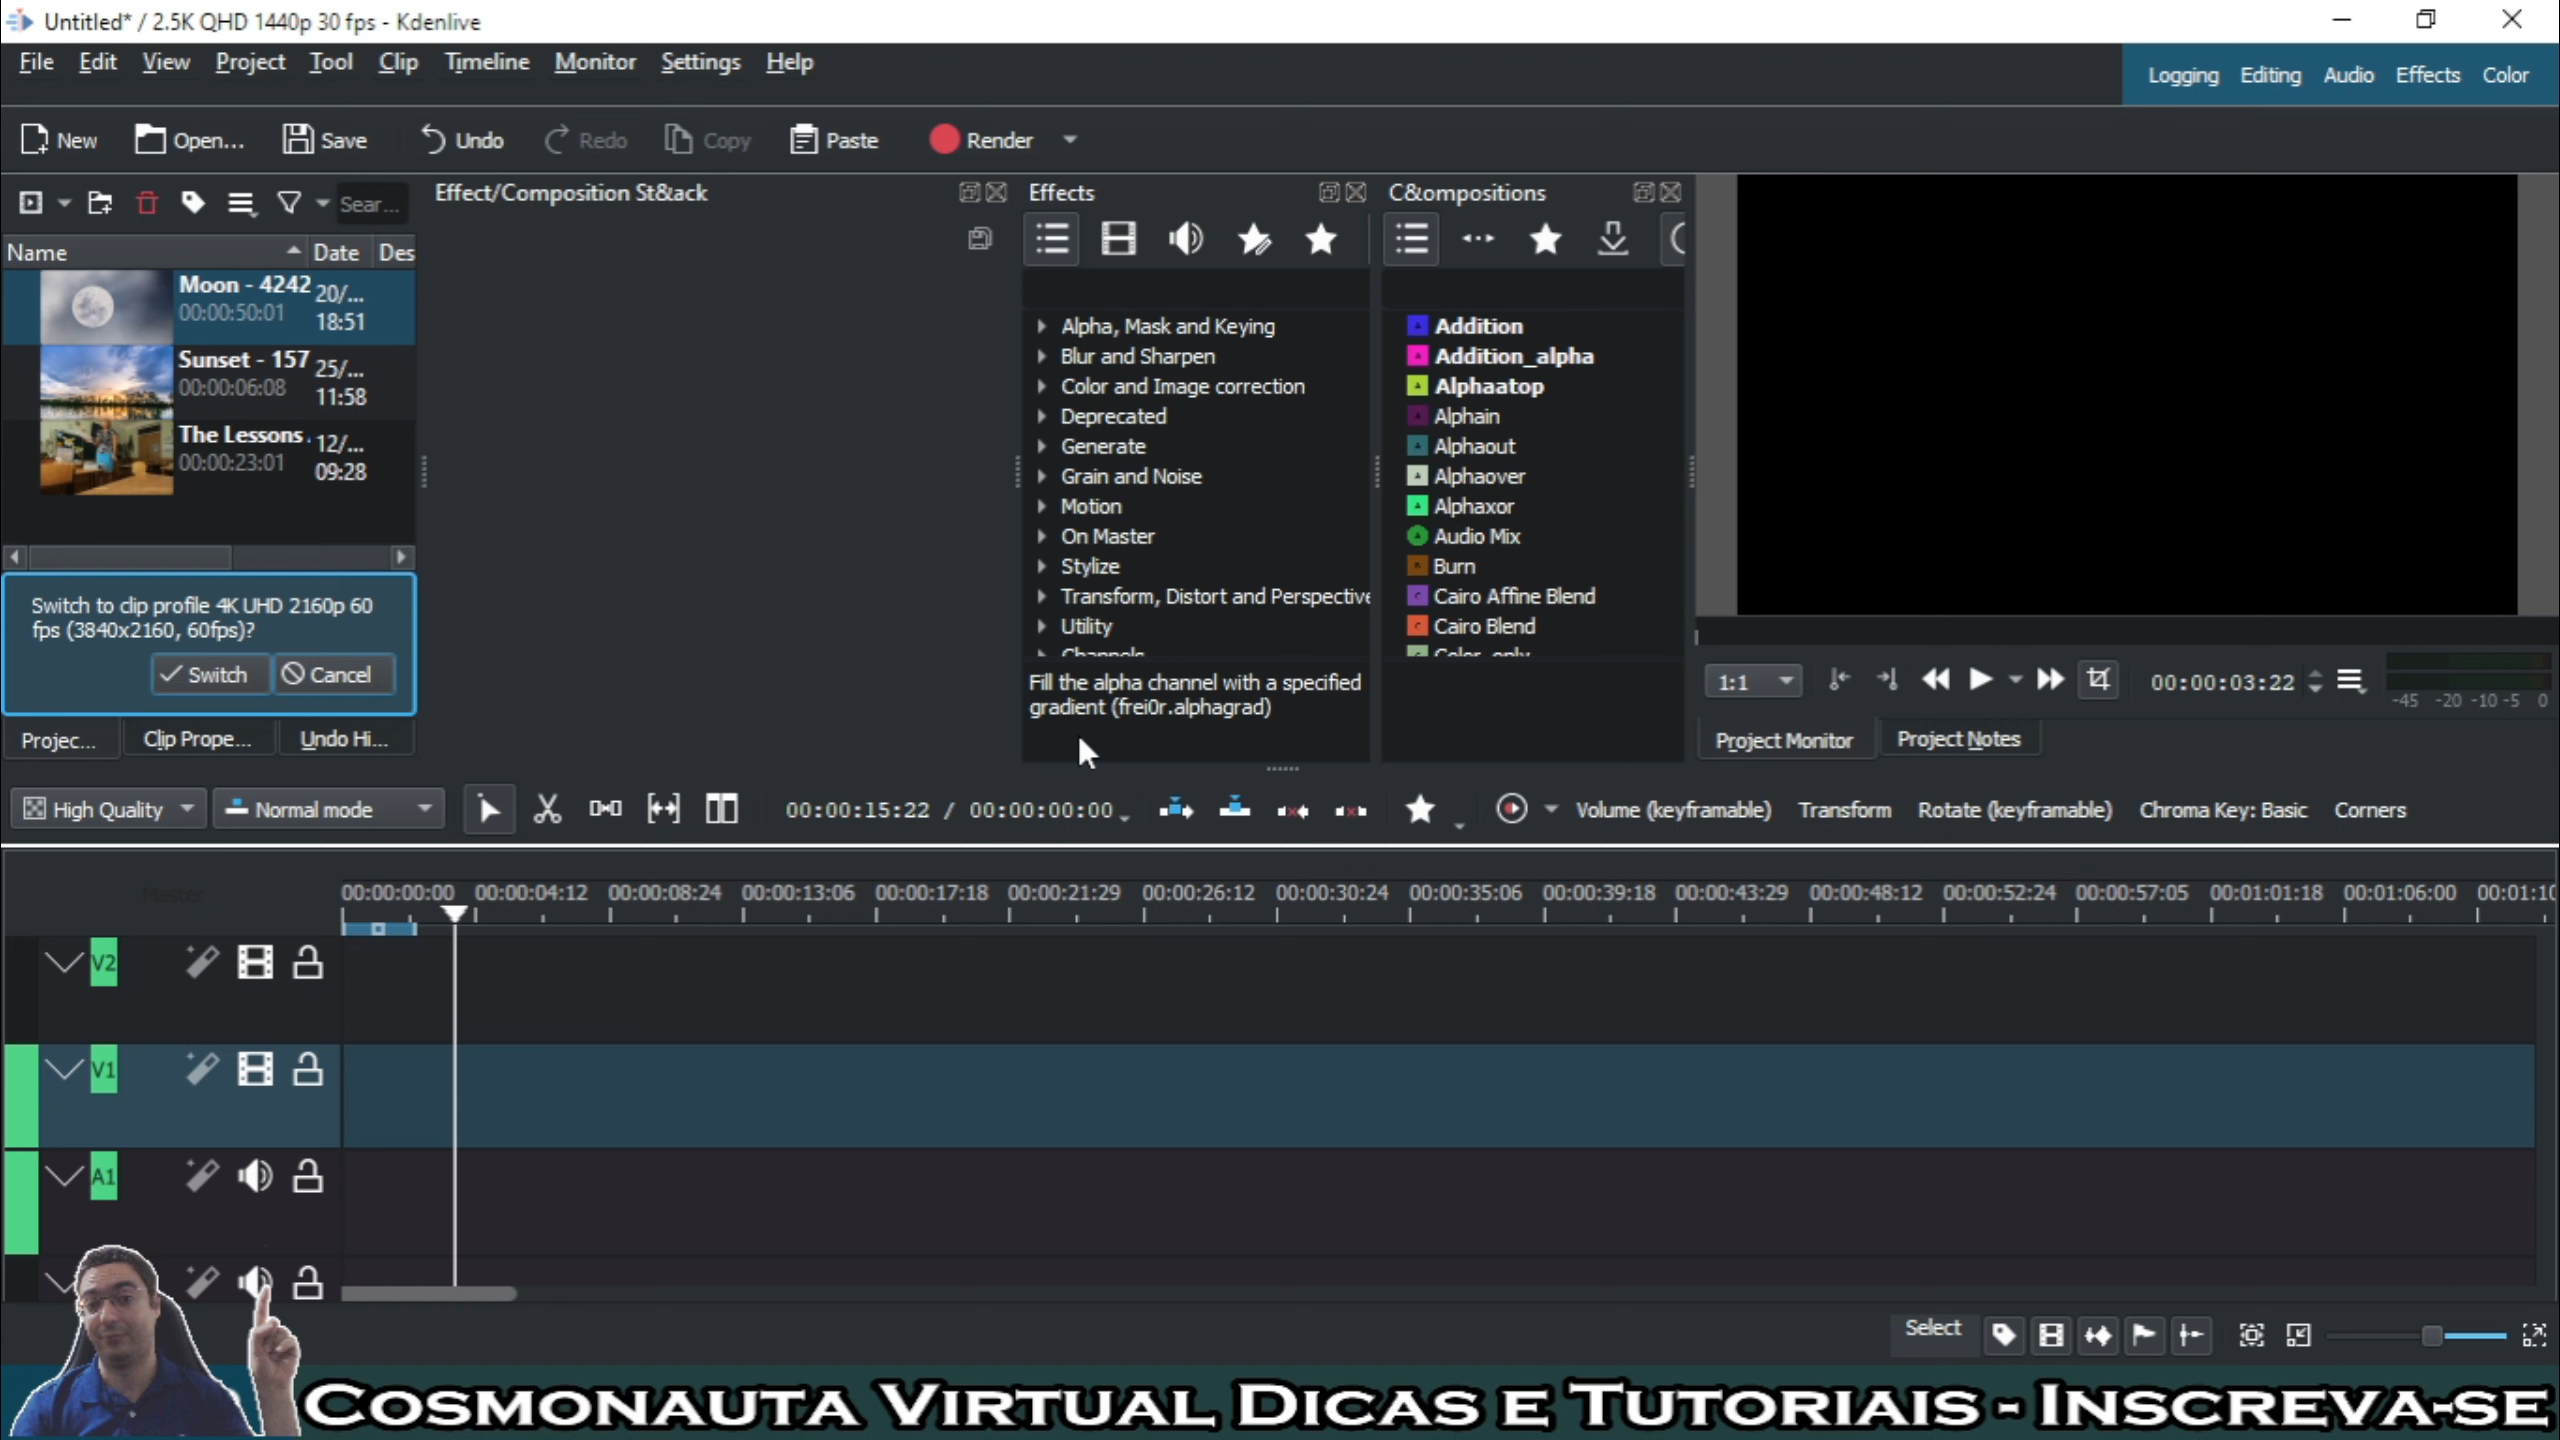 Untitled* / 2.5K QHD 1440p 30 fps - Kdenlive
File Edit View Project Tool Clip Timeline Monitor Settings Help
Logging Editing Audio Effects Color
New Open... Save Undo Redo Copy Paste Render
Sear...
Name Date Des
Moon - 4242 20/...
00:00:50:01 18:51
Sunset - 157 25/...
00:00:06:08 11:58
The Lessons 12/...
00:00:23:01 09:28
Switch to clip profile 4K UHD 2160p 60
fps (3840x2160, 60fps)?
Switch Cancel
Projec... Clip Prope... Undo Hi...
Effect/Composition St&ack
Effects
Alpha, Mask and Keying
Blur and Sharpen
Color and Image correction
Deprecated
Generate
Grain and Noise
Motion
On Master
Stylize
Transform, Distort and Perspective
Utility
Channels
Fill the alpha channel with a specified
gradient (frei0r.alphagrad)
C&ompositions
Addition
Addition_alpha
Alphaatop
Alphain
Alphaout
Alphaover
Alphaxor
Audio Mix
Burn
Cairo Affine Blend
Cairo Blend
Color_only
1:1 00:00:03:22
-45 -20 -10 -5 0
Project Monitor Project Notes
High Quality Normal mode 00:00:15:22 / 00:00:00:00 Volume (keyframable) Transform Rotate (keyframable) Chroma Key: Basic Corners
Master
00:00:00:00 00:00:04:12 00:00:08:24 00:00:13:06 00:00:17:18 00:00:21:29 00:00:26:12 00:00:30:24 00:00:35:06 00:00:39:18 00:00:43:29 00:00:48:12 00:00:52:24 00:00:57:05 00:01:01:18 00:01:06:00 00:01:10
V2
V1
A1
Select
COSMONAUTA VIRTUAL DICAS E TUTORIAIS - INSCREVA-SE